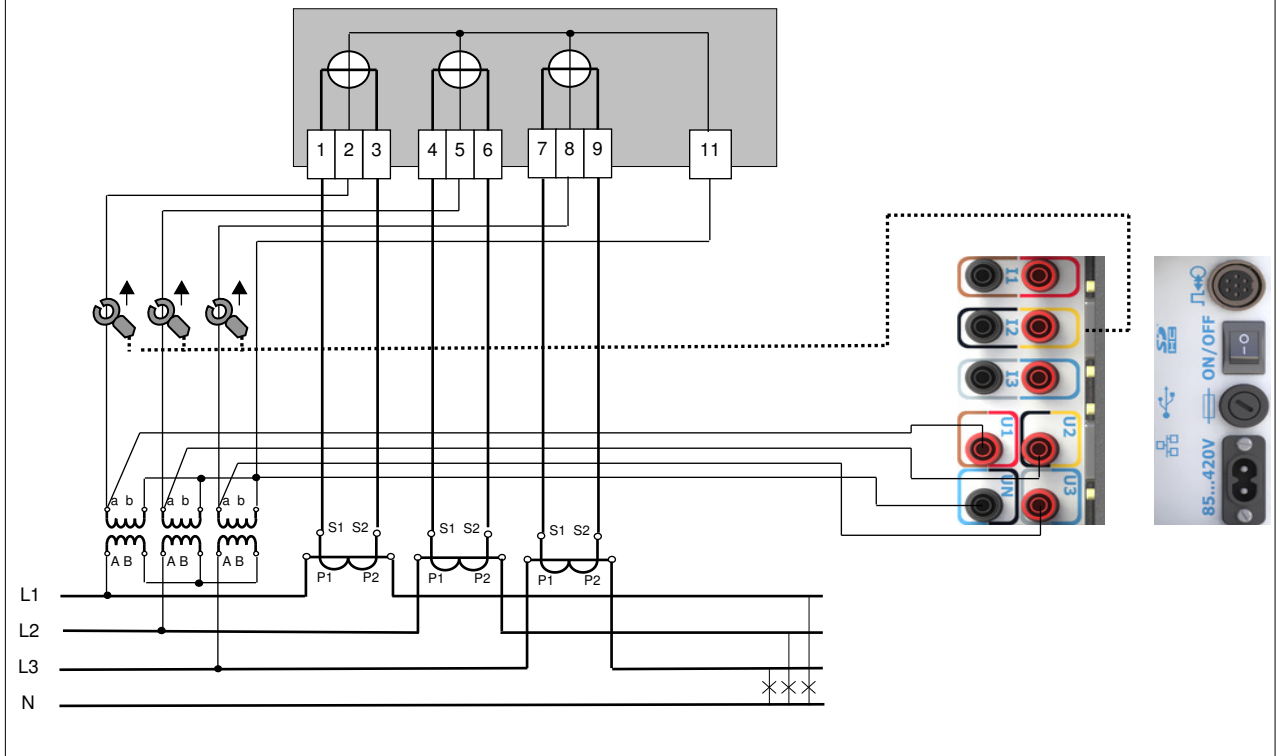 1 2 3 4 5 6 7 8 9 11
I1
I2
I3
U1 U2
UN U3
ON/OFF
85...420V
a b a b a b
A B A B A B
S1 S2 S1 S2 S1 S2
P1 P2 P1 P2 P1 P2
L1
L2
L3
N